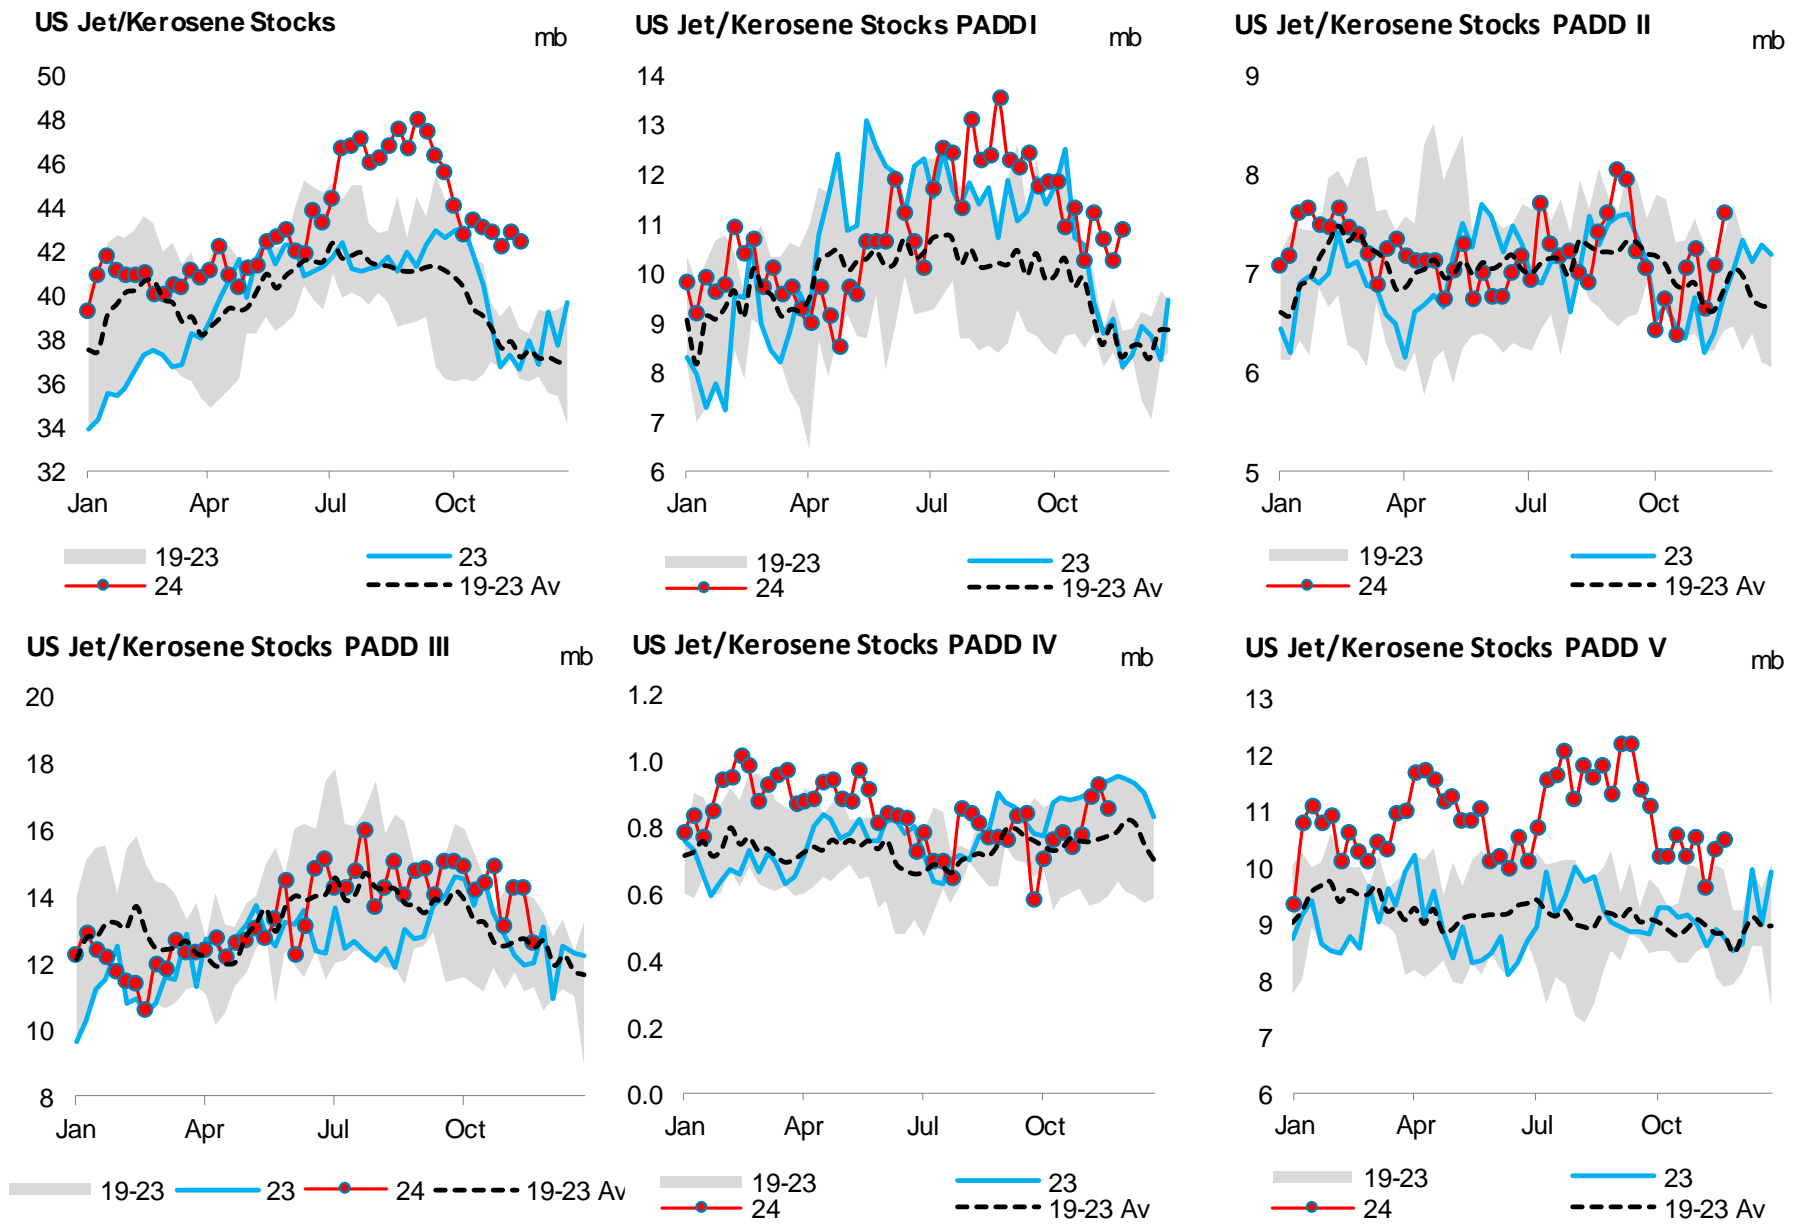 US Jet/Kerosene Stocks
mb
50
48
46
44
42
40
38
36
34
32
Jan Apr Jul Oct
19-23 23
24 19-23 Av
US Jet/Kerosene Stocks PADD I
mb
14
13
12
11
10
9
8
7
6
Jan Apr Jul Oct
19-23 23
24 19-23 Av
US Jet/Kerosene Stocks PADD II
mb
9
8
7
6
5
Jan Apr Jul Oct
19-23 23
24 19-23 Av
US Jet/Kerosene Stocks PADD III
mb
20
18
16
14
12
10
8
Jan Apr Jul Oct
19-23 23 24 19-23 Av
US Jet/Kerosene Stocks PADD IV
mb
1.2
1.0
0.8
0.6
0.4
0.2
0.0
Jan Apr Jul Oct
19-23 23
24 19-23 Av
US Jet/Kerosene Stocks PADD V
mb
13
12
11
10
9
8
7
6
Jan Apr Jul Oct
19-23 23
24 19-23 Av